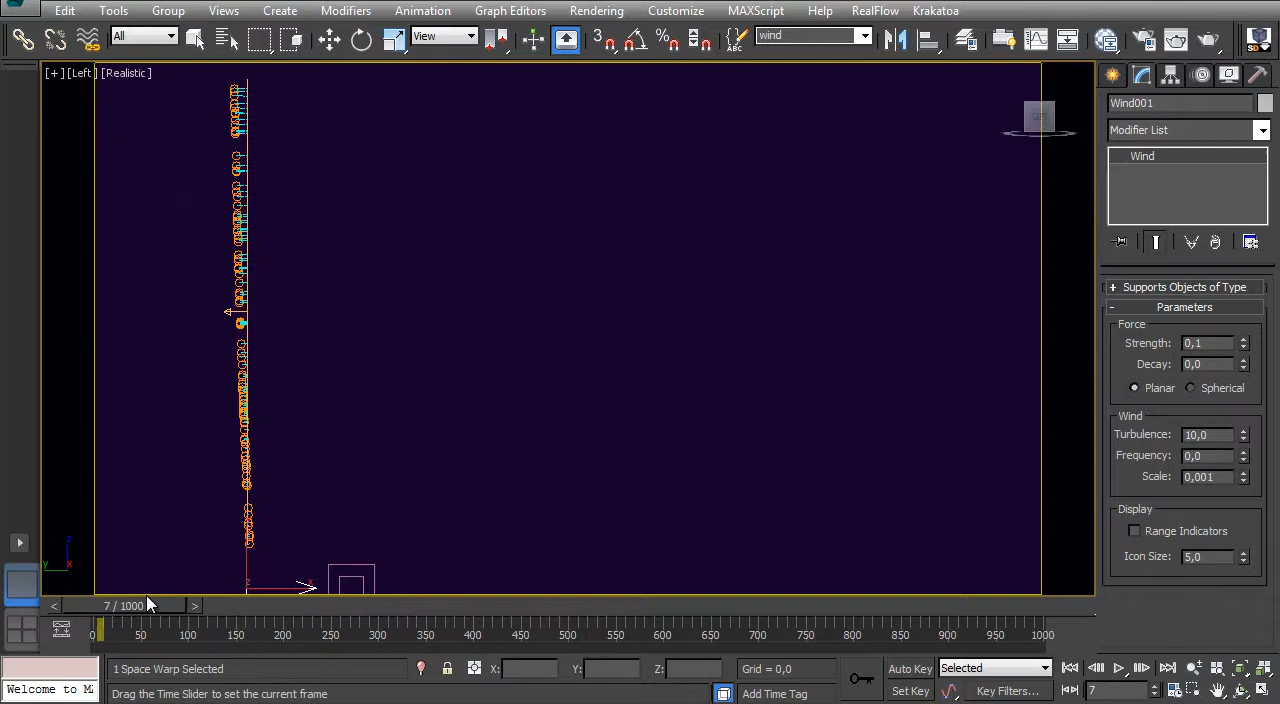 Edit Tools Group Views Create Modifiers Animation Graph Editors Rendering Customize MAXScript Help RealFlow Krakatoa
All View 3 % ABC wind SD
[+] [Left] [Realistic]
Wind001
Modifier List
Wind
+ Supports Objects of Type
- Parameters
Force
Strength: 0,1
Decay: 0,0
Planar Spherical
Wind
Turbulence: 10,0
Frequency: 0,0
Scale: 0,001
Display
Range Indicators
Icon Size: 5,0
z
y x
z x
< 7 / 1000 >
0 50 100 150 200 250 300 350 400 450 500 550 600 650 700 750 800 850 900 950 1000
1 Space Warp Selected X: Y: Z: Grid = 0,0 Auto Key Selected
Welcome to MA Drag the Time Slider to set the current frame Add Time Tag Set Key Key Filters... 7